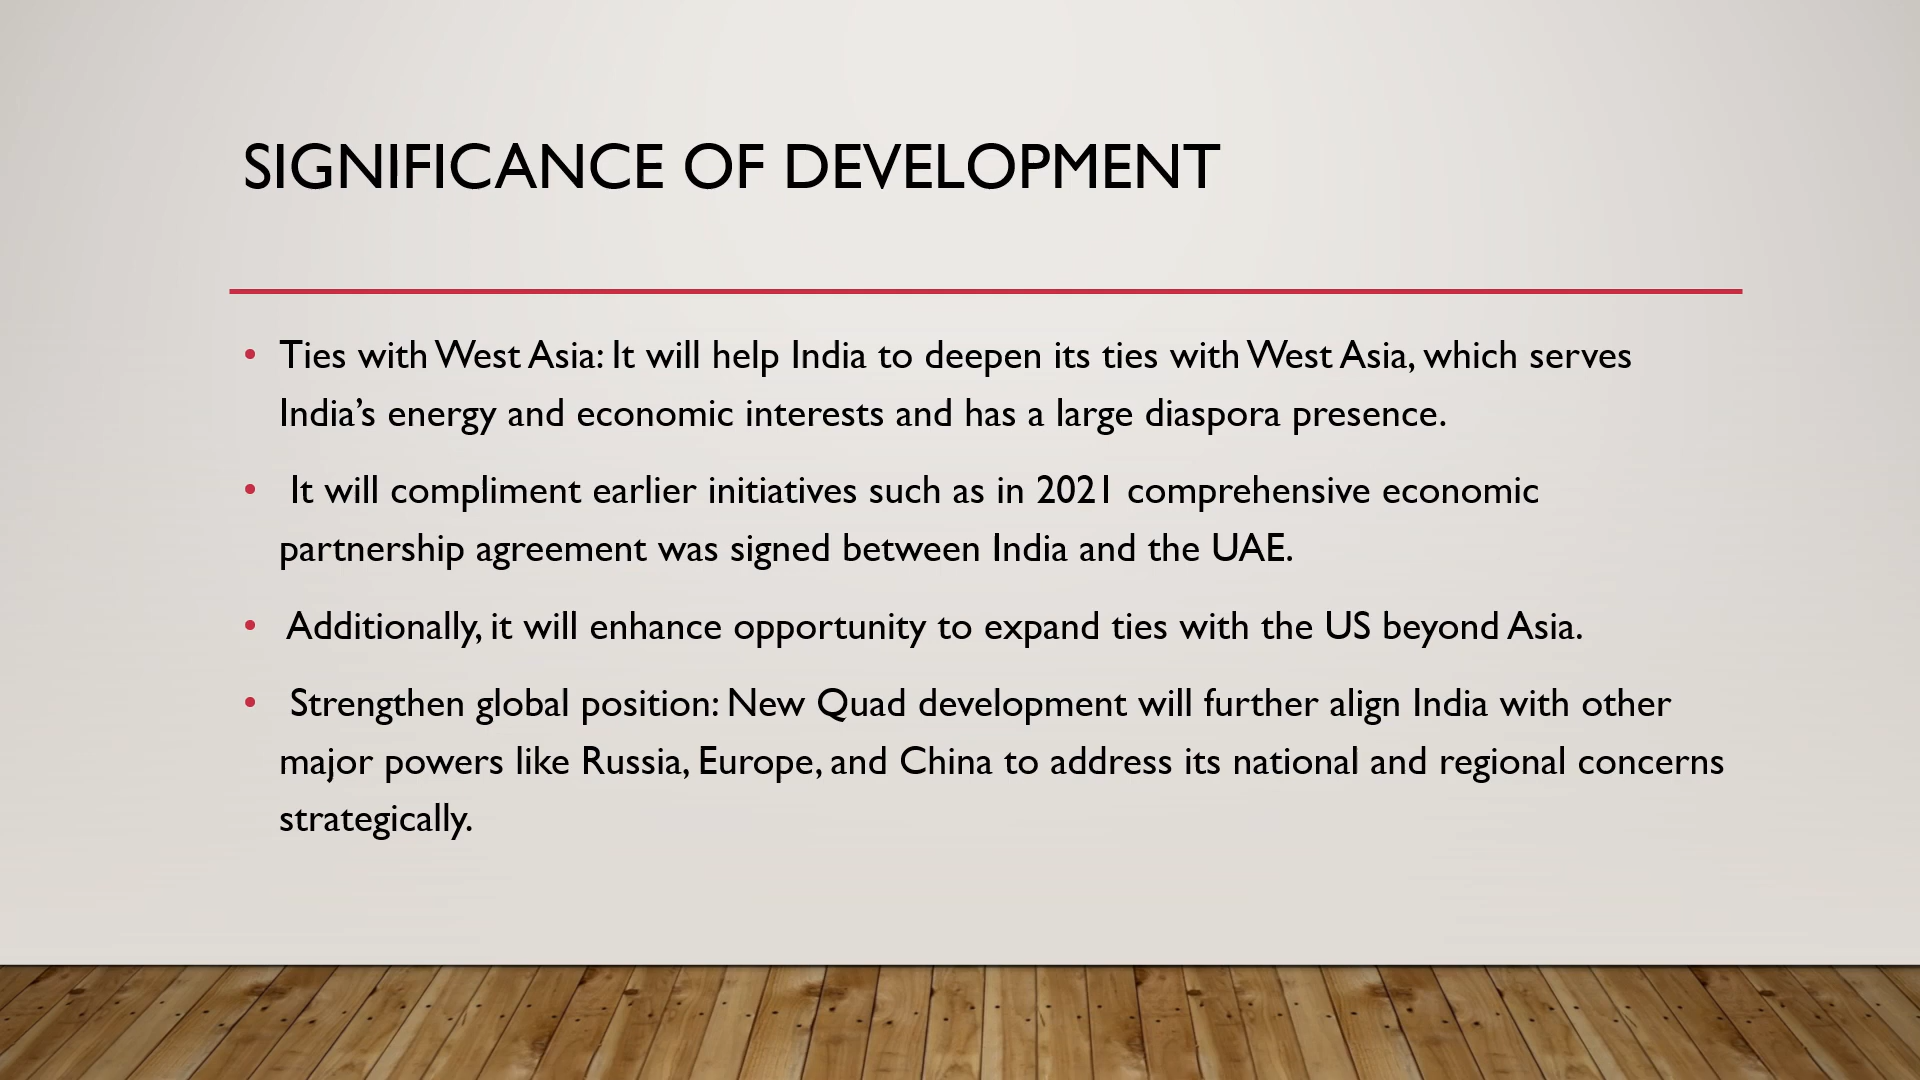 SIGNIFICANCE OF DEVELOPMENT
• Ties with West Asia: It will help India to deepen its ties with West Asia, which serves
India’s energy and economic interests and has a large diaspora presence.
• It will compliment earlier initiatives such as in 2021 comprehensive economic
partnership agreement was signed between India and the UAE.
• Additionally, it will enhance opportunity to expand ties with the US beyond Asia.
• Strengthen global position: New Quad development will further align India with other
major powers like Russia, Europe, and China to address its national and regional concerns
strategically.